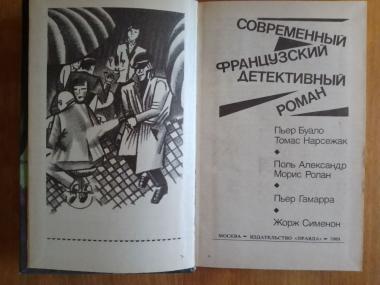 СОВРЕМЕННЫЙ
ФРАНЦУЗСКИЙ
ДЕТЕКТИВНЫЙ
РОМАН
Пьер Буало
Томас Нарсежак
Поль Александр
Морис Ролан
Пьер Гамарра
Жорж Сименон
МОСКВА – ИЗДАТЕЛЬСТВО «ПРАВДА» – 1989